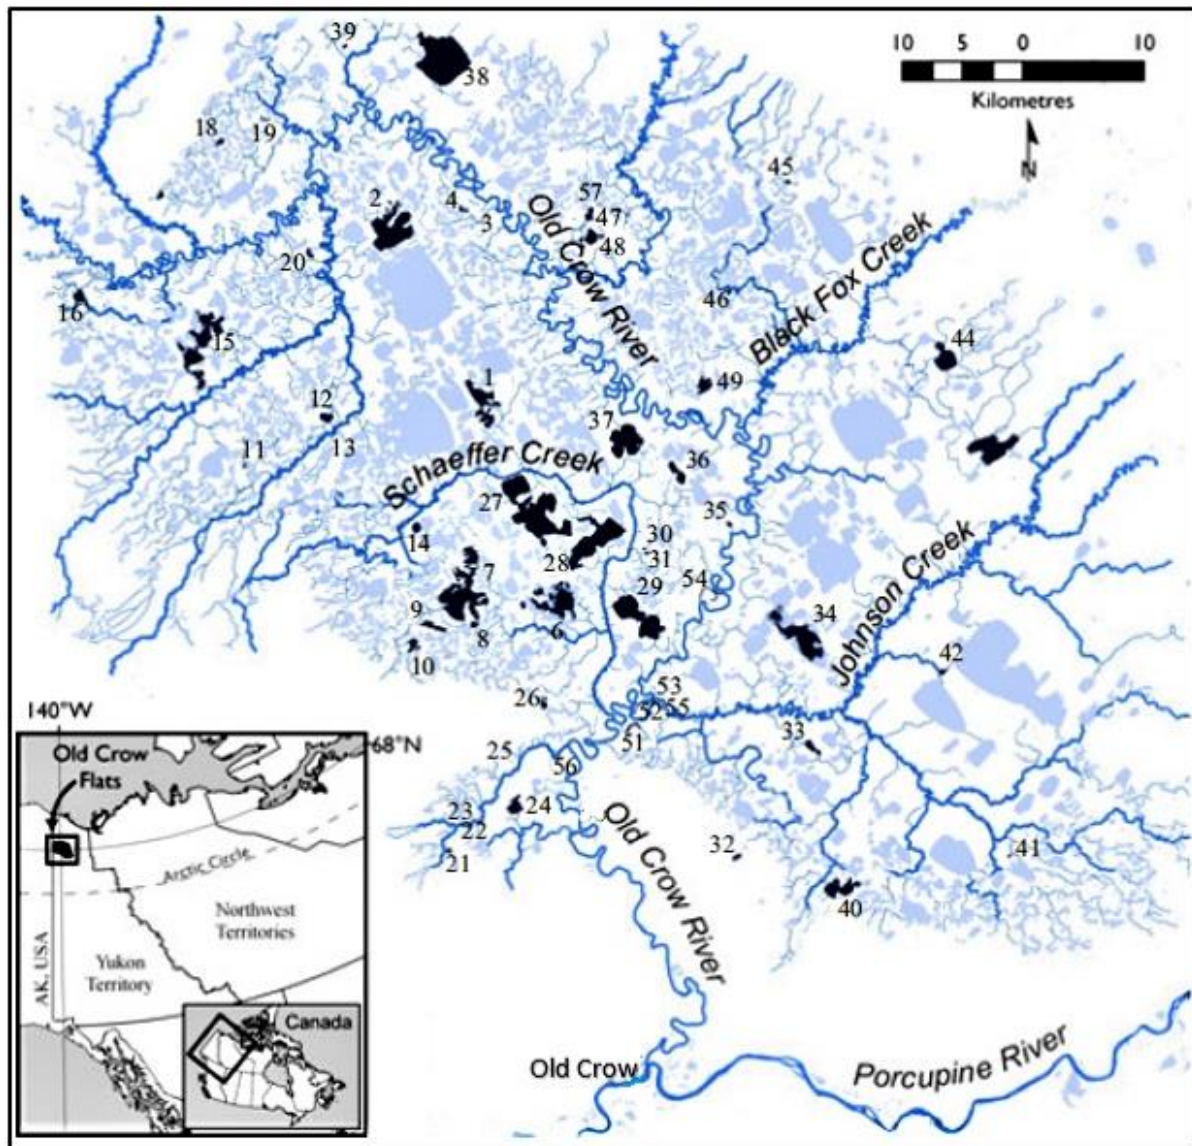 39
38
10 5 0 10
Kilometres
N
18
19
45
2
4
3
57
47
48
Old Crow River
20
46
Black Fox Creek
16
15
44
1
49
12
13
37
11
Schaeffer Creek
36
27
35
14
30
28
31
7
29
54
9
8
6
34
Johnson Creek
10
42
26
53
52
55
33
51
140°W
68°N
Old Crow
Flats
25
56
23
24
22
21
Old Crow River
32
41
40
Arctic Circle
Northwest
Territories
AK, USA
Yukon
Territory
Canada
Old Crow
Porcupine River